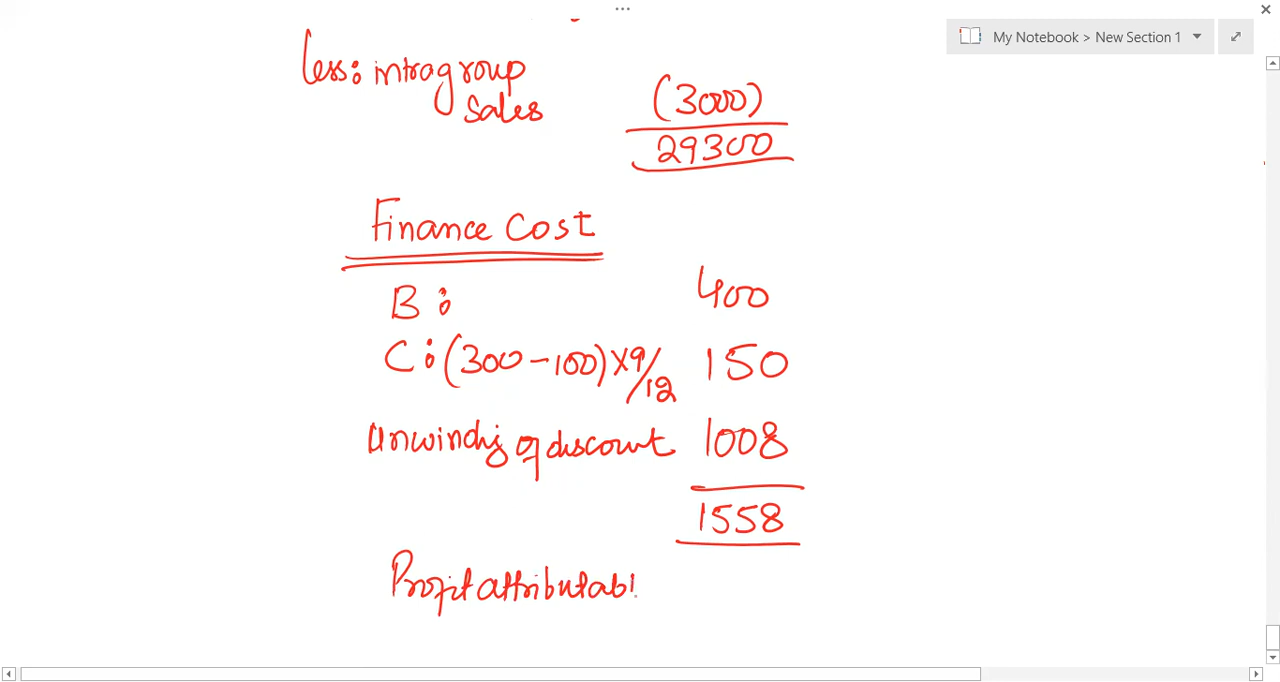 ...
My Notebook > New Section 1
Less: intragroup
Sales
(3000)
29300
Finance Cost
B: 400
C: (300-100)x9/12 150
Unwinding of discount 1008
1558
Profit attributabl